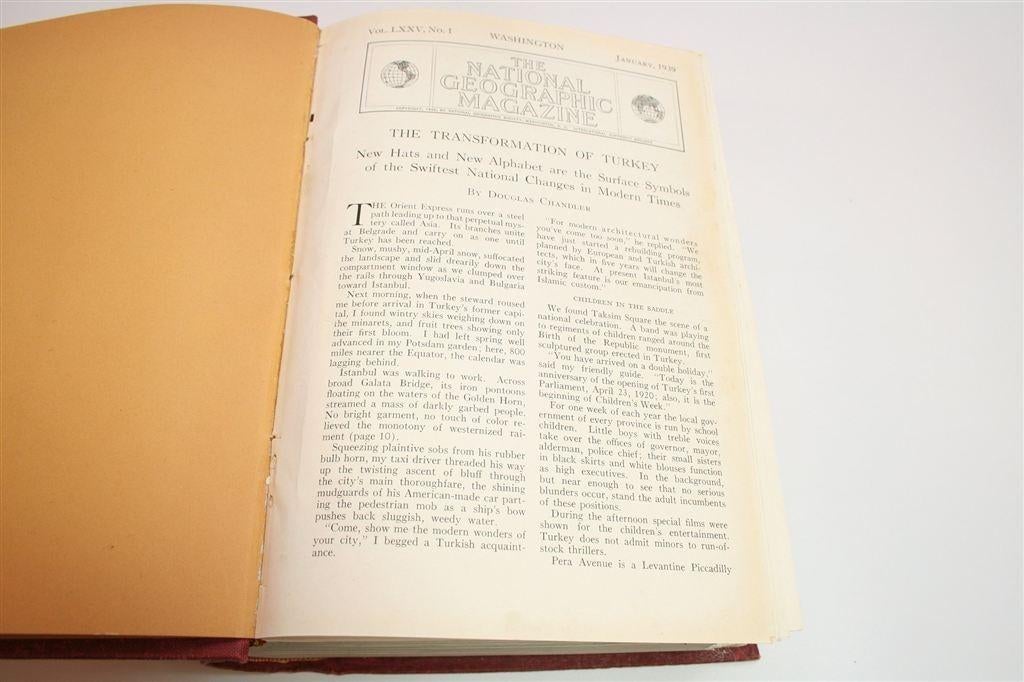 Vol. LXXV, No. 1 WASHINGTON January, 1939
THE
NATIONAL
GEOGRAPHIC
MAGAZINE
THE TRANSFORMATION OF TURKEY
New Hats and New Alphabet are the Surface Symbols
of the Swiftest National Changes in Modern Times
By Douglas Chandler
THE Orient Express runs over a steel
path leading up to that perpetual mys-
tery called Asia. Its branches unite
at Belgrade and carry on as one until
Turkey has been reached.
Snow, mushy, mid-April snow, suffocated
the landscape and slid drearily down the
compartment window as we clumped over
the rails through Yugoslavia and Bulgaria
toward Istanbul.
Next morning, when the steward roused
me before arrival in Turkey's former capi-
tal, I found wintry skies weighing down on
the minarets, and fruit trees showing only
their first bloom. I had left spring well
advanced in my Potsdam garden; here, 800
miles nearer the Equator, the calendar was
lagging behind.
Istanbul was walking to work. Across
broad Galata Bridge, its iron pontoons
floating on the waters of the Golden Horn,
streamed a mass of darkly garbed people.
No bright garment, no touch of color re-
lieved the monotony of westernized rai-
ment (page 10).
Squeezing plaintive sobs from his rubber
bulb horn, my taxi driver threaded his way
up the twisting ascent of bluff through
the city's main thoroughfare, the shining
mudguards of his American-made car part-
ing the pedestrian mob as a ship's bow
pushes back sluggish, weedy water.
"Come, show me the modern wonders of
your city," I begged a Turkish acquaint-
ance.
"For modern architectural wonders
you've come too soon," he replied. "We
have just started a rebuilding program,
planned by European and Turkish archi-
tects, which in five years will change the
city's face. At present Istanbul's most
striking feature is our emancipation from
Islamic custom."
CHILDREN IN THE SADDLE
We found Taksim Square the scene of a
national celebration. A band was playing
to regiments of children ranged around the
Birth of the Republic monument, first
sculptured group erected in Turkey.
"You have arrived on a double holiday,"
said my friendly guide. "Today is the
anniversary of the opening of Turkey's first
Parliament, April 23, 1920; also, it is the
beginning of Children's Week."
For one week of each year the local gov-
ernment of every province is run by school
children. Little boys with treble voices
take over the offices of governor, mayor,
alderman, police chief; their small sisters
in black skirts and white blouses function
as high executives. In the background,
but near enough to see that no serious
blunders occur, stand the adult incumbents
of these positions.
During the afternoon special films were
shown for the children's entertainment.
Turkey does not admit minors to run-of-
stock thrillers.
Pera Avenue is a Levantine Piccadilly